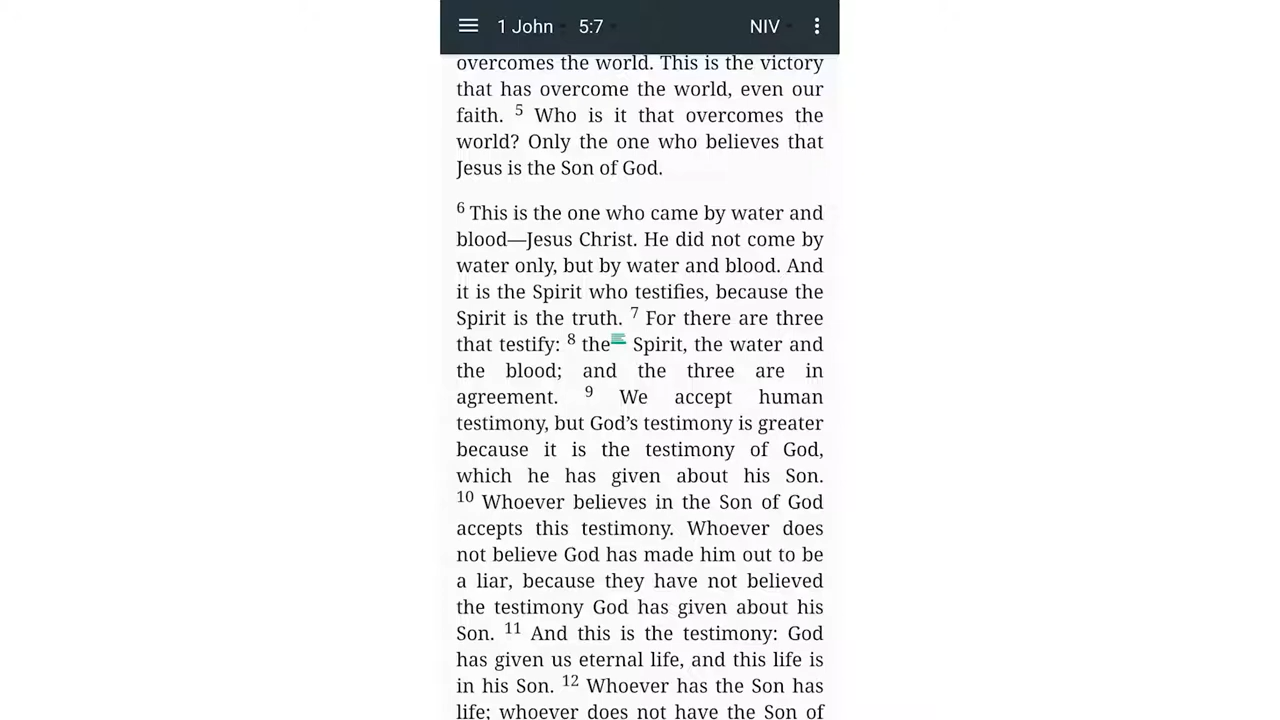 1 John 5:7 NIV
overcomes the world. This is the victory
that has overcome the world, even our
faith. 5 Who is it that overcomes the
world? Only the one who believes that
Jesus is the Son of God.
6 This is the one who came by water and
blood—Jesus Christ. He did not come by
water only, but by water and blood. And
it is the Spirit who testifies, because the
Spirit is the truth. 7 For there are three
that testify: 8 the Spirit, the water and
the blood; and the three are in
agreement. 9 We accept human
testimony, but God’s testimony is greater
because it is the testimony of God,
which he has given about his Son.
10 Whoever believes in the Son of God
accepts this testimony. Whoever does
not believe God has made him out to be
a liar, because they have not believed
the testimony God has given about his
Son. 11 And this is the testimony: God
has given us eternal life, and this life is
in his Son. 12 Whoever has the Son has
life; whoever does not have the Son of